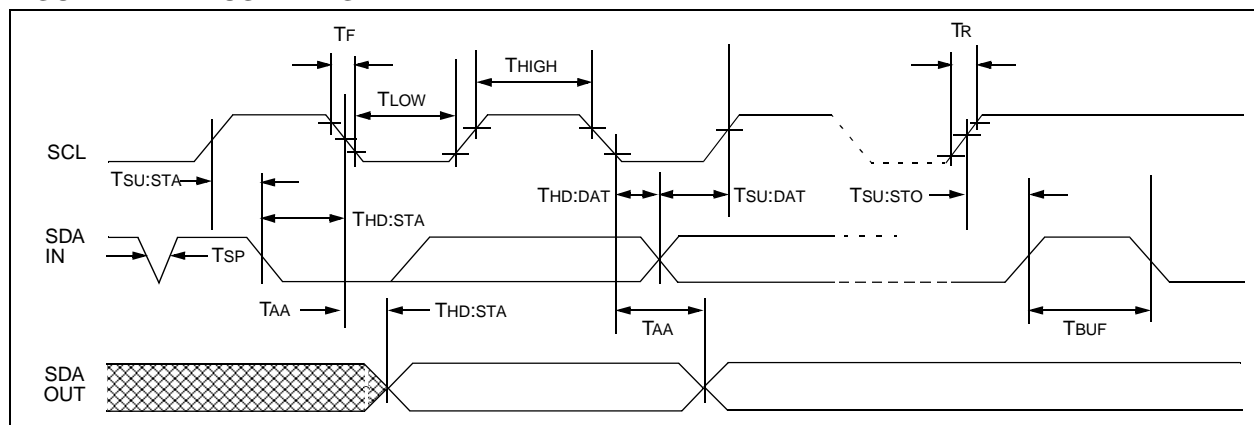 TF
TR
THIGH
TLOW
SCL
TSU:STA
THD:DAT
TSU:DAT
TSU:STO
THD:STA
SDA
IN
TSP
TAA
THD:STA
TAA
TBUF
SDA
OUT